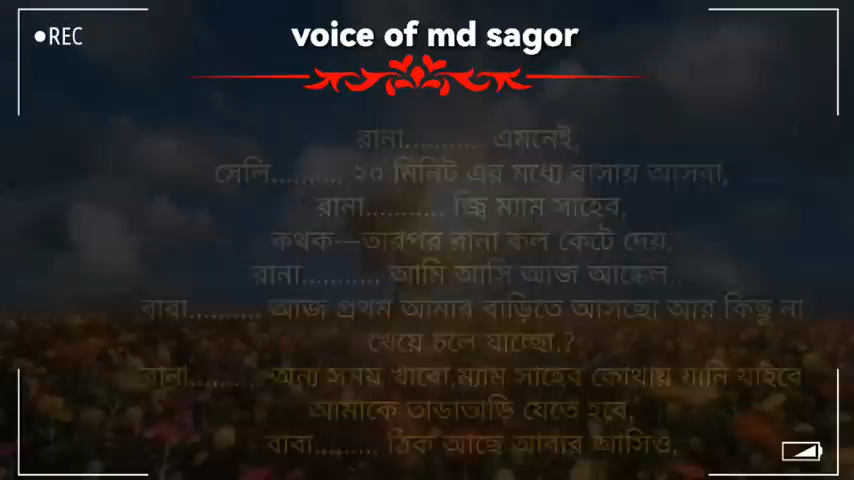 REC
voice of md sagor
রানা........... এমনেই,
সেলি.......... ২০ মিনিট এর মধ্যে বাসায় আসবা,
রানা........... জ্বি ম্যাম সাহেব,
কথক---তারপর রানা কল কেটে দেয়,
রানা........... আমি আসি আজ আঙ্কেল..
বাবা.......... আজ প্রথম আমার বাড়িতে আসছো আর কিছু না
খেয়ে চলে যাচ্ছো.?
রানা.......... অন্য সময় খাবো,ম্যাম সাহেব কোথায় যানি যাইবে
আমাকে তাড়াতাড়ি যেতে হবে,
বাবা......... ঠিক আছে আবার আসিও,